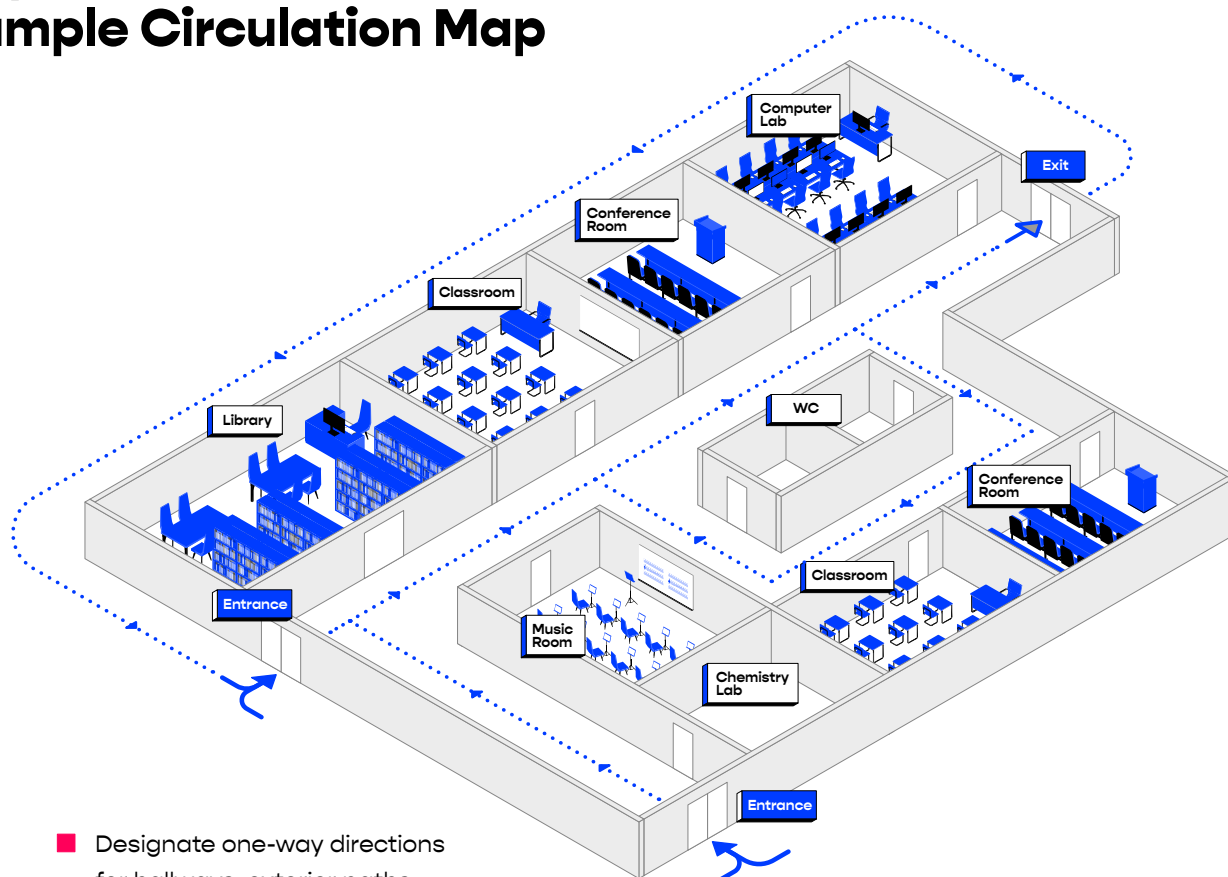 Circulation Map
Computer
Lab
Exit
Conference
Room
Classroom
WC
Library
Conference
Room
Classroom
Entrance
Music
Room
Chemistry
Lab
Entrance
Designate one-way directions